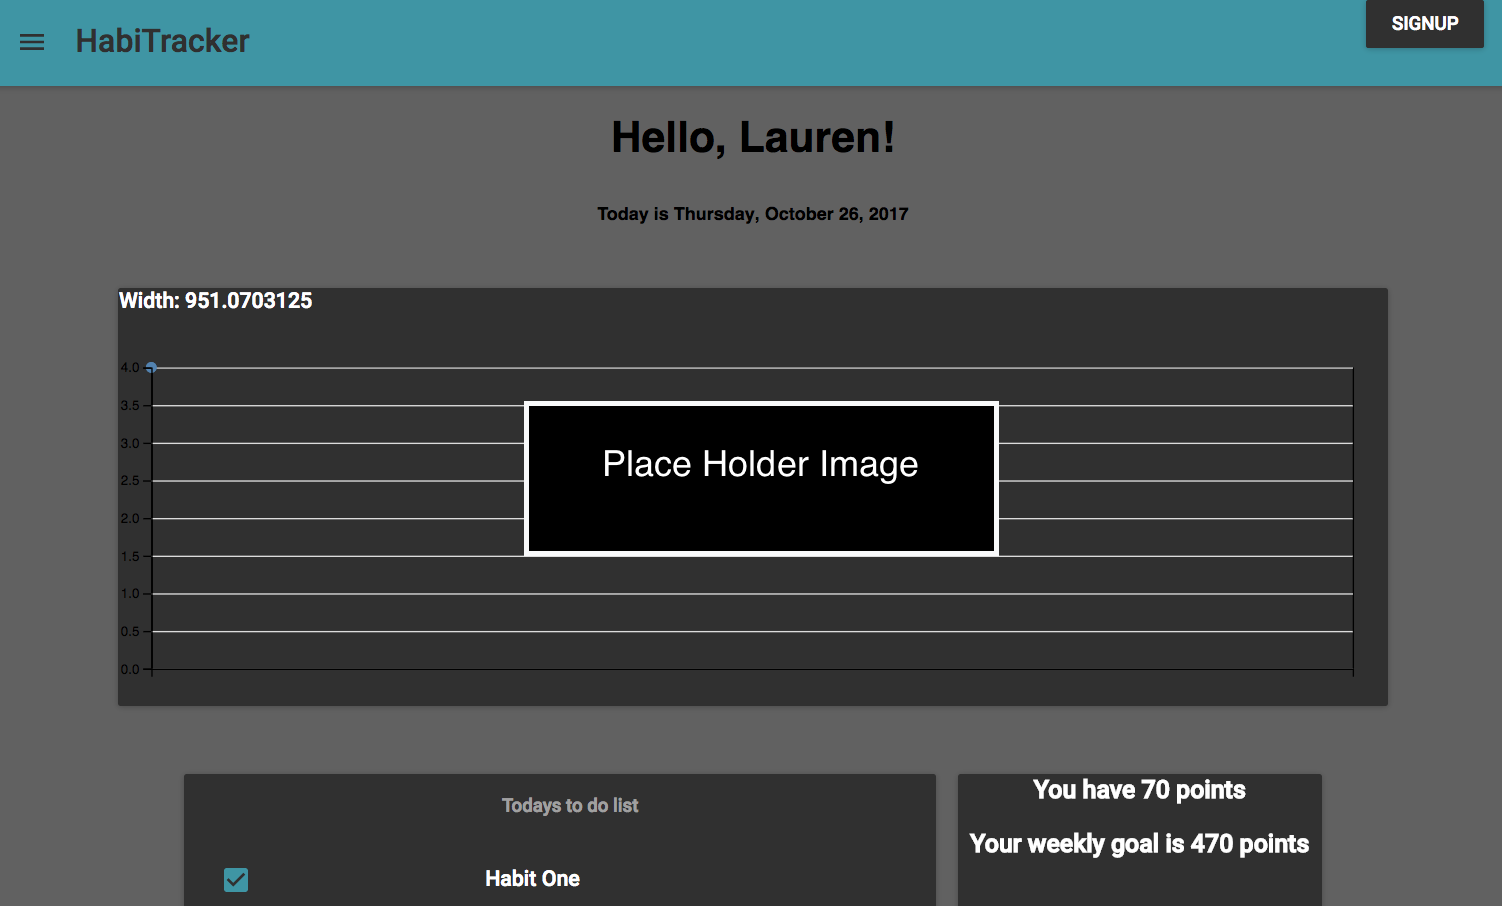 HabiTracker
SIGNUP
Hello, Lauren!
Today is Thursday, October 26, 2017
Width: 951.0703125
4.0
3.5
3.0
2.5
2.0
1.5
1.0
0.5
0.0
Place Holder Image
Todays to do list
Habit One
You have 70 points
Your weekly goal is 470 points